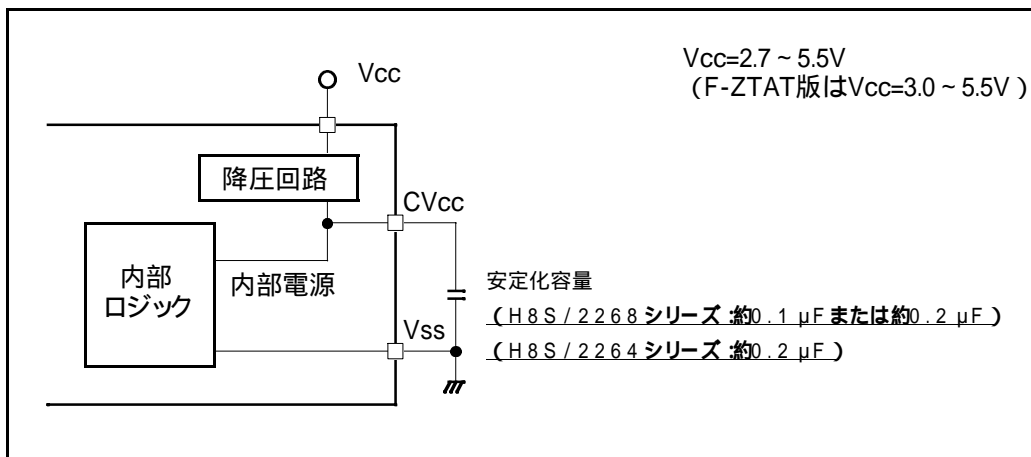 Vcc
Vcc=2.7 ~ 5.5V
(F-ZTAT版はVcc=3.0 ~ 5.5V)
降圧回路
CVcc
内部
ロジック
内部電源
安定化容量
(H8S/2268シリーズ:約0.1 µFまたは約0.2 µF)
Vss
(H8S/2264シリーズ:約0.2 µF)